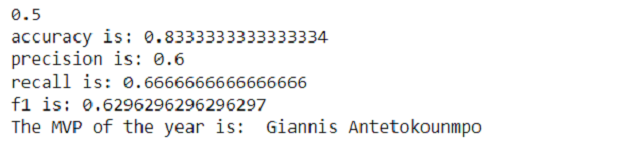 0.5
accuracy is: 0.8333333333333334
precision is: 0.6
recall is: 0.6666666666666666
f1 is: 0.6296296296296297
The MVP of the year is:  Giannis Antetokounmpo